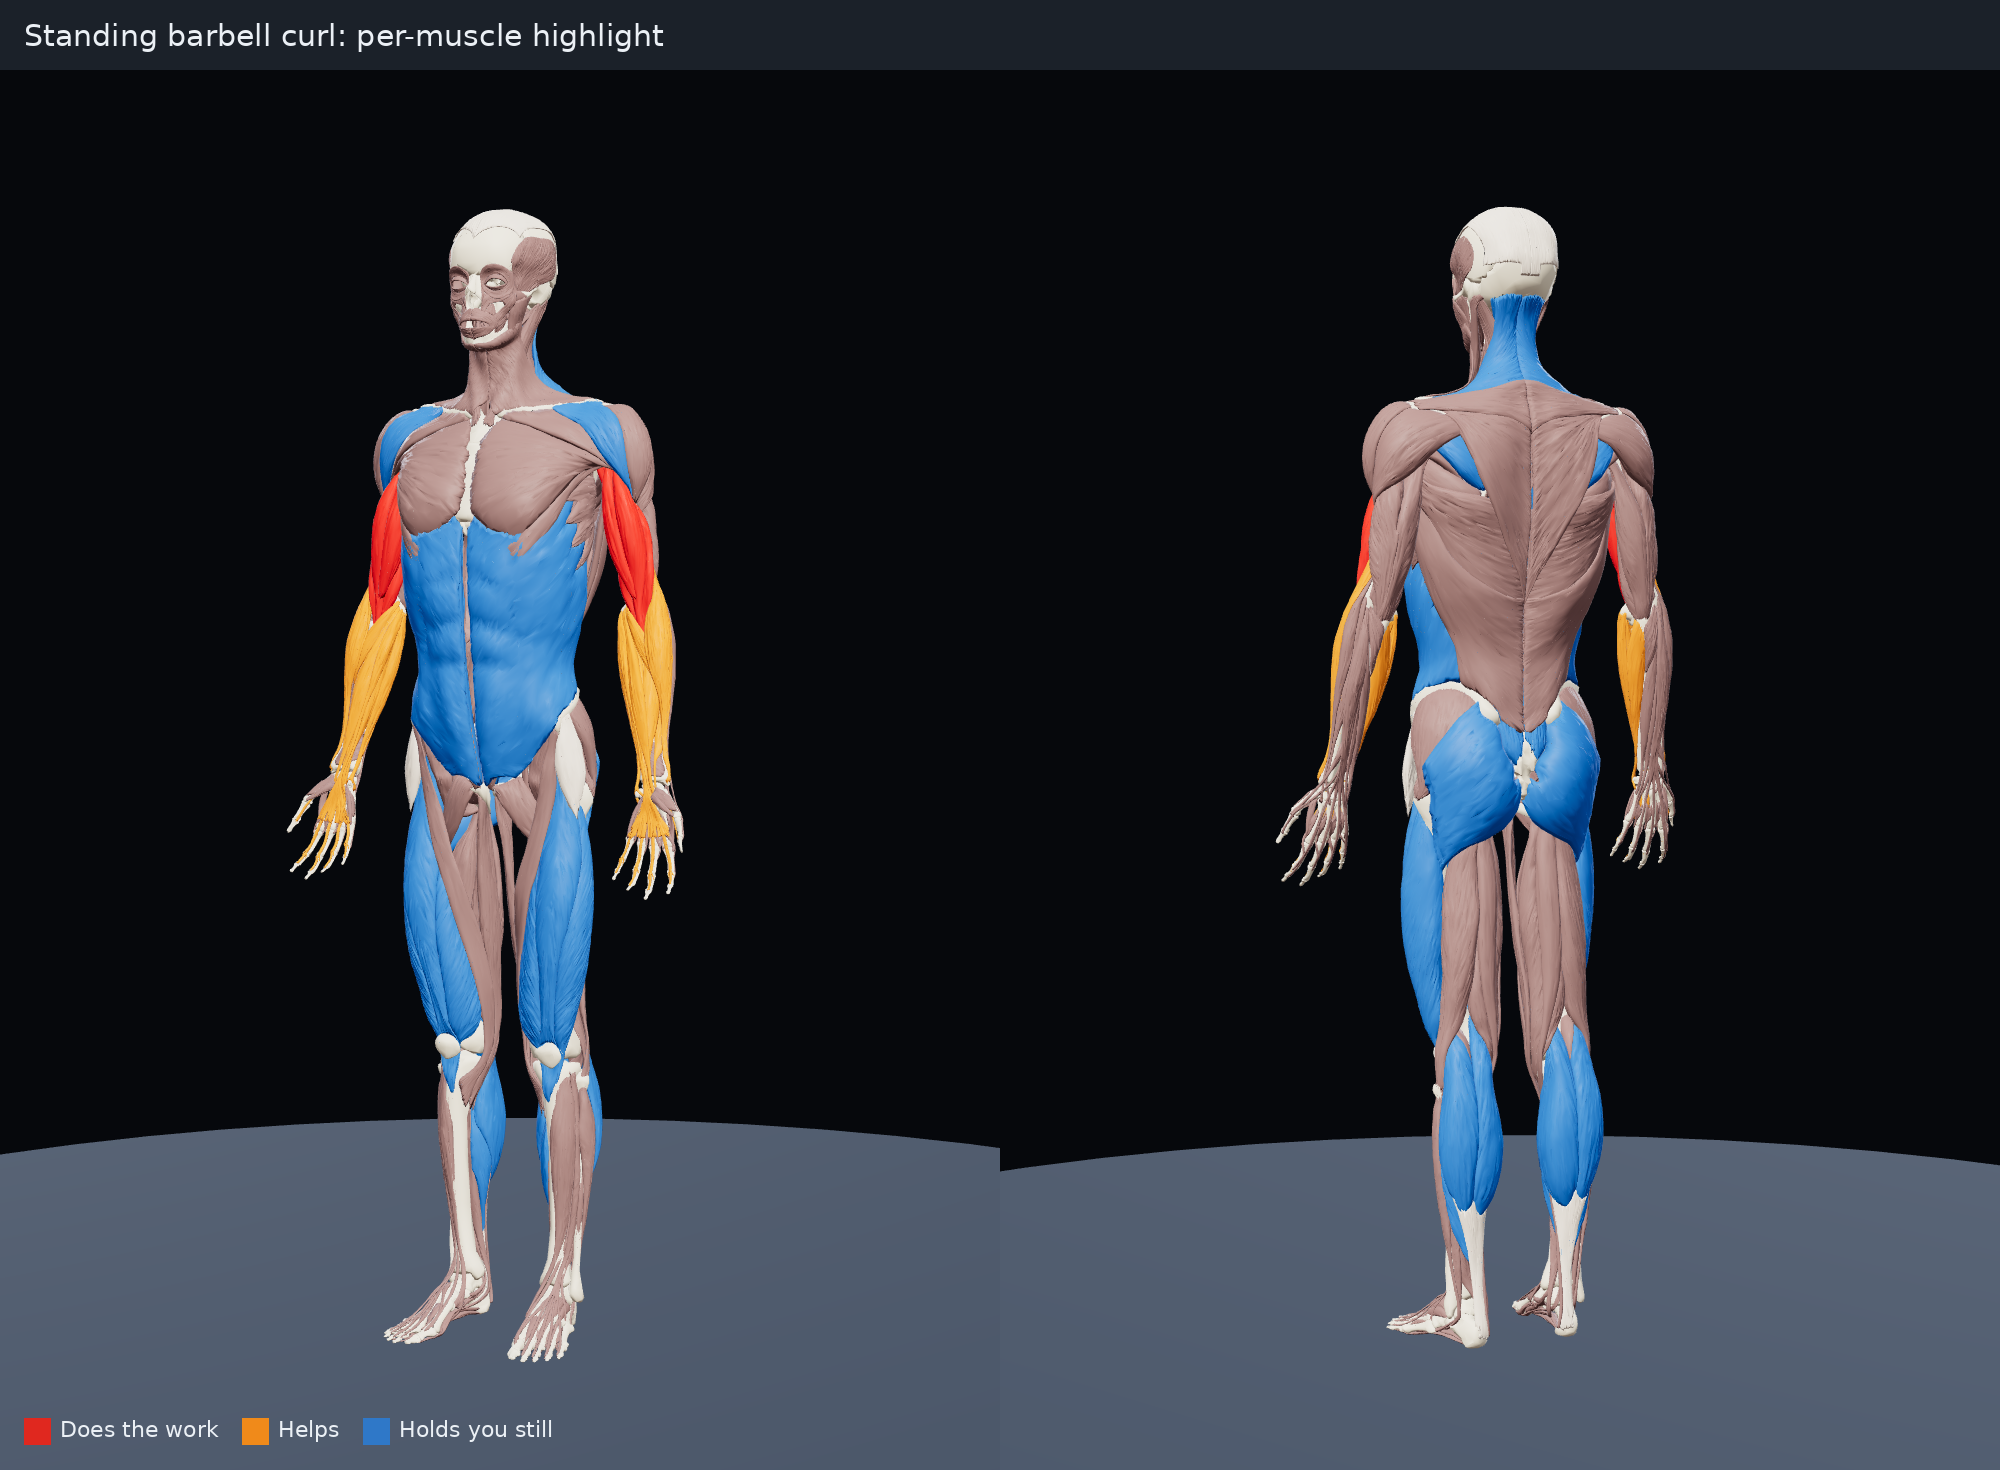 Standing barbell curl: per-muscle highlight
Does the work
Helps
Holds you still